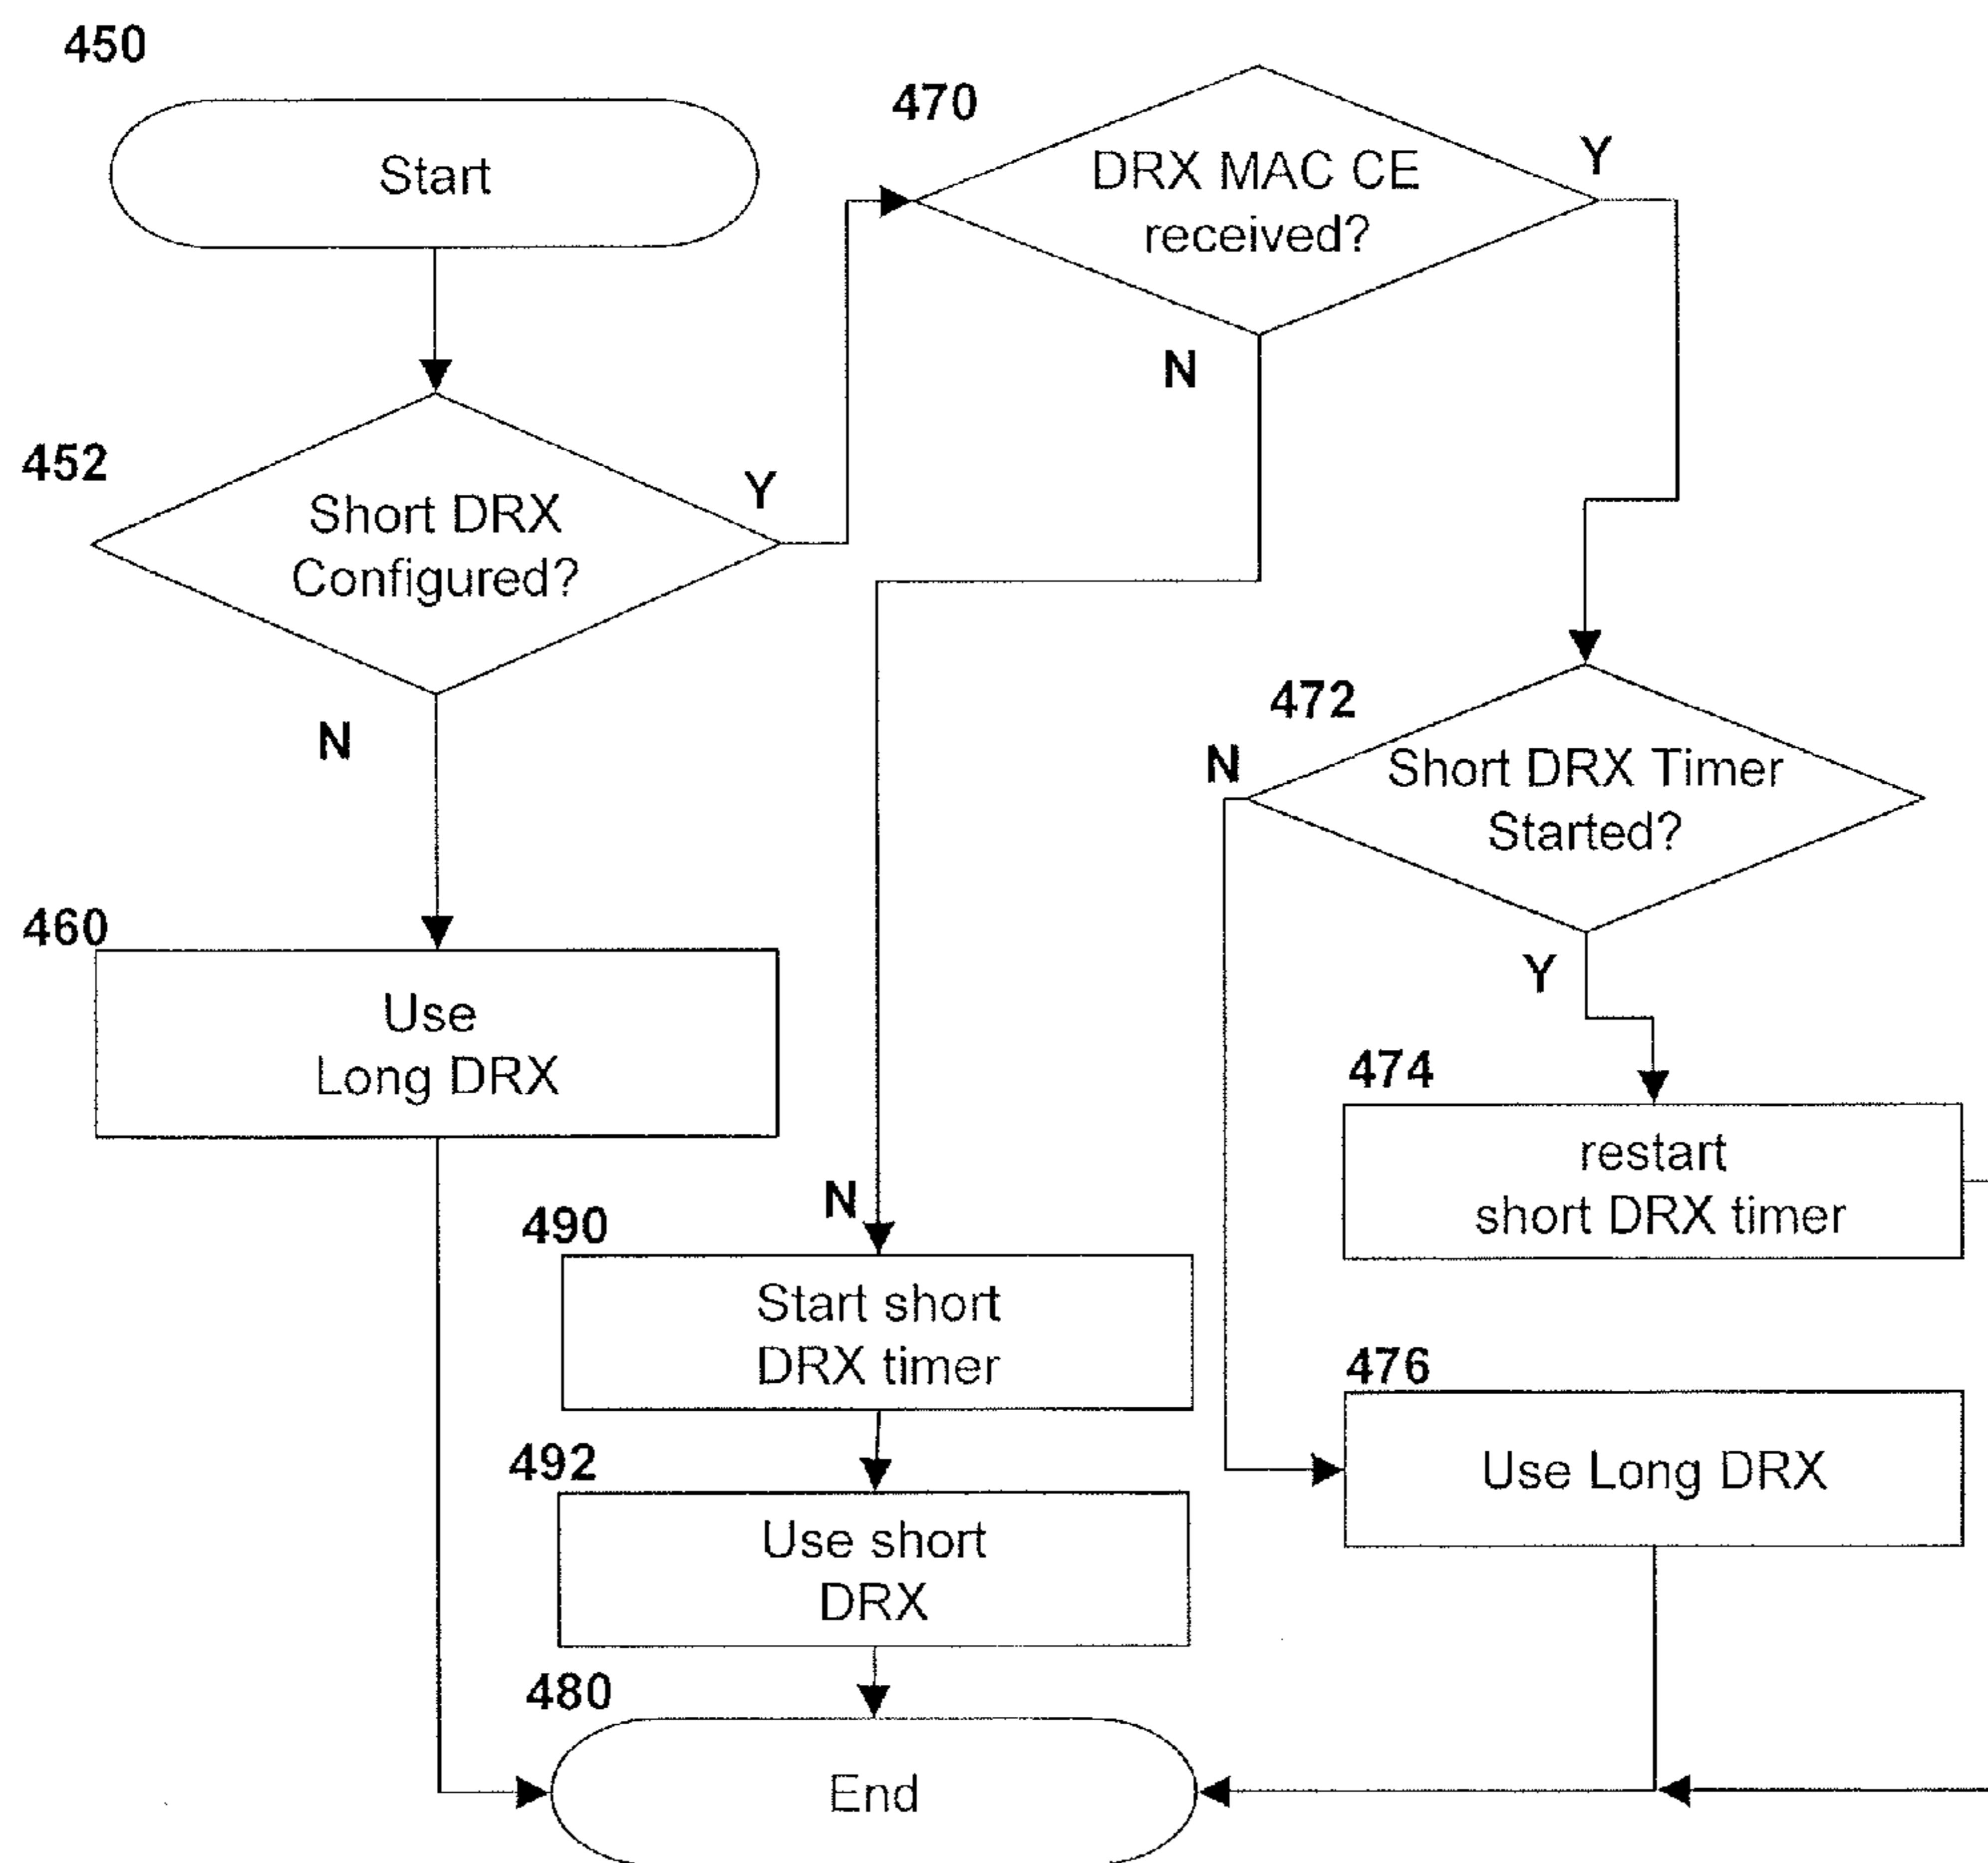 450
Start
452
Short DRX
Configured?
Y
N
460
Use
Long DRX
470
DRX MAC CE
received?
Y
N
472
Short DRX Timer
Started?
N
Y
474
restart
short DRX timer
476
Use Long DRX
N
490
Start short
DRX timer
492
Use short
DRX
480
End